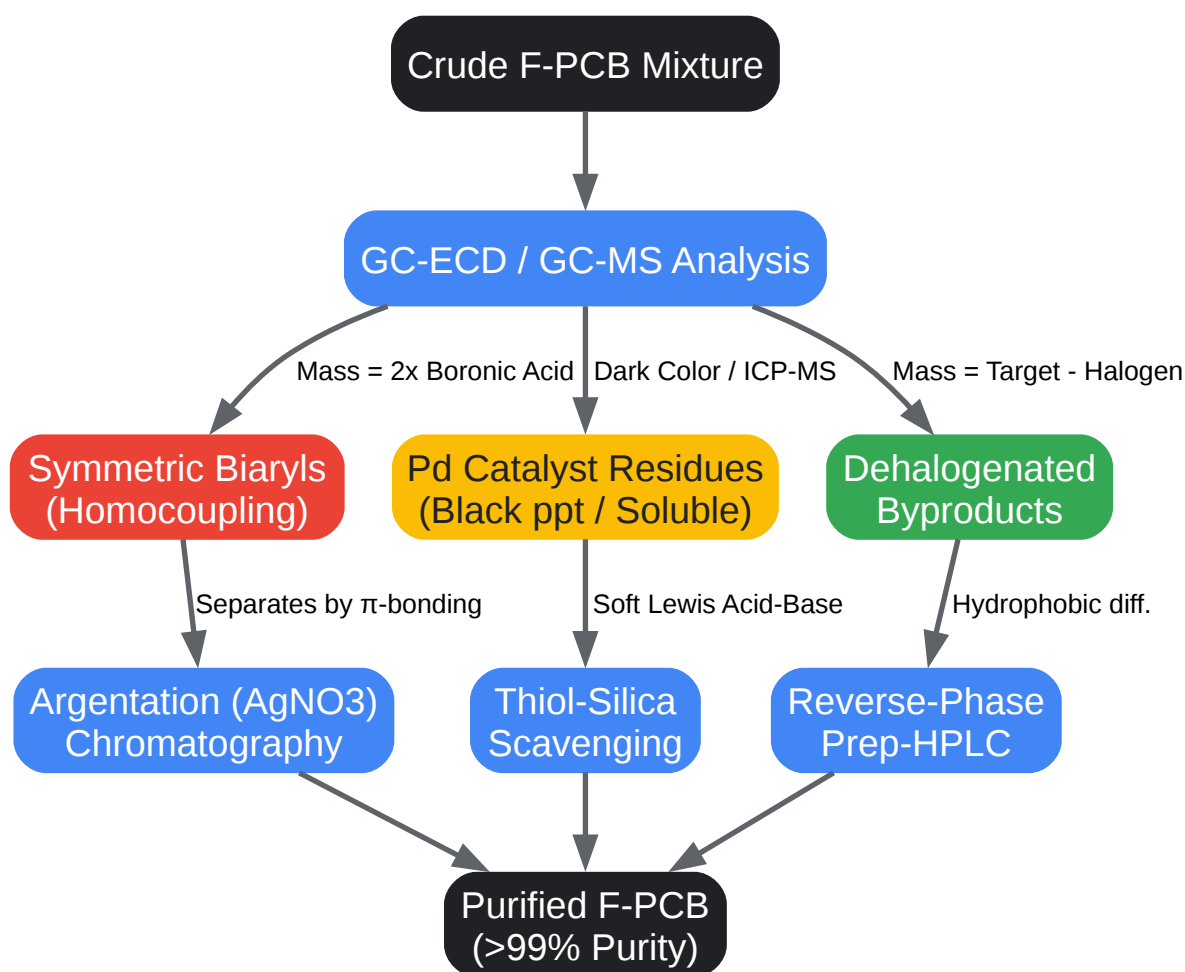 Crude F-PCB Mixture
GC-ECD / GC-MS Analysis
Mass = 2x Boronic Acid
Dark Color / ICP-MS
Mass = Target - Halogen
Symmetric Biaryls
(Homocoupling)
Pd Catalyst Residues
(Black ppt / Soluble)
Dehalogenated
Byproducts
Separates by π-bonding
Soft Lewis Acid-Base
Hydrophobic diff.
Argentation (AgNO3)
Chromatography
Thiol-Silica
Scavenging
Reverse-Phase
Prep-HPLC
Purified F-PCB
(>99% Purity)